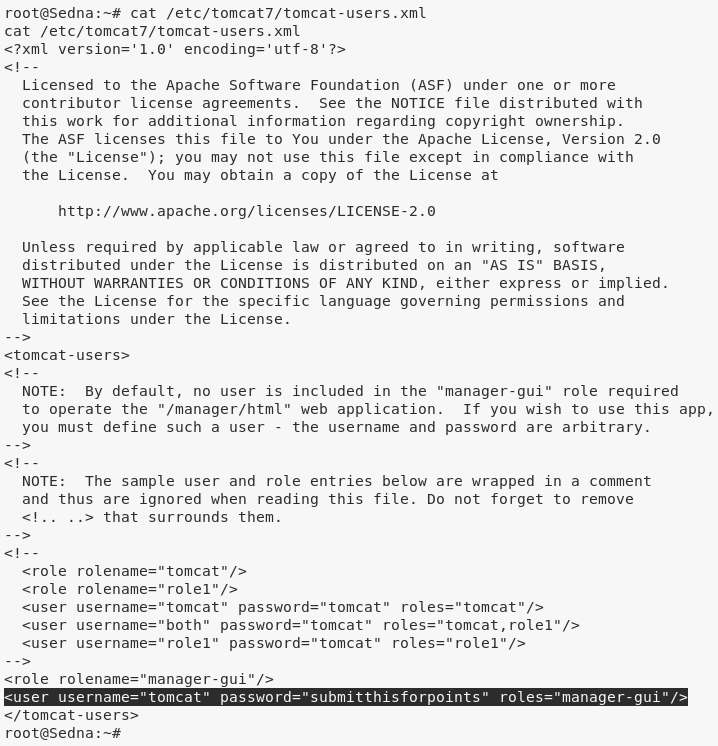 root@Sedna:~# cat /etc/tomcat7/tomcat-users.xml
cat /etc/tomcat7/tomcat-users.xml
<?xml version='1.0' encoding='utf-8'?>
<!--
  Licensed to the Apache Software Foundation (ASF) under one or more
  contributor license agreements.  See the NOTICE file distributed with
  this work for additional information regarding copyright ownership.
  The ASF licenses this file to You under the Apache License, Version 2.0
  (the "License"); you may not use this file except in compliance with
  the License.  You may obtain a copy of the License at

      http://www.apache.org/licenses/LICENSE-2.0

  Unless required by applicable law or agreed to in writing, software
  distributed under the License is distributed on an "AS IS" BASIS,
  WITHOUT WARRANTIES OR CONDITIONS OF ANY KIND, either express or implied.
  See the License for the specific language governing permissions and
  limitations under the License.
-->
<tomcat-users>
<!--
  NOTE:  By default, no user is included in the "manager-gui" role required
  to operate the "/manager/html" web application.  If you wish to use this app,
  you must define such a user - the username and password are arbitrary.
-->
<!--
  NOTE:  The sample user and role entries below are wrapped in a comment
  and thus are ignored when reading this file. Do not forget to remove
  <!.. ..> that surrounds them.
-->
<!--
  <role rolename="tomcat"/>
  <role rolename="role1"/>
  <user username="tomcat" password="tomcat" roles="tomcat"/>
  <user username="both" password="tomcat" roles="tomcat,role1"/>
  <user username="role1" password="tomcat" roles="role1"/>
-->
<role rolename="manager-gui"/>
<user username="tomcat" password="submitthisforpoints" roles="manager-gui"/>
</tomcat-users>
root@Sedna:~#